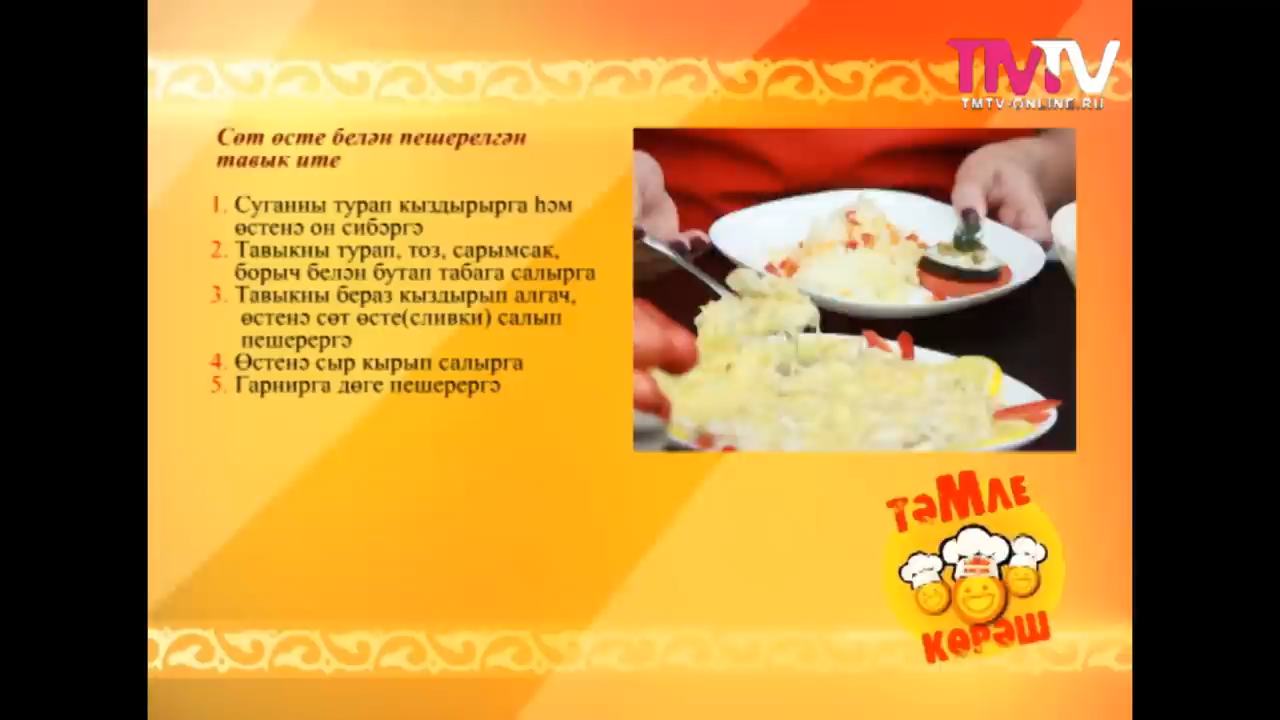 TMTV
TMTV-ONLINE.RU
Сөт өсте белән пешерелгән
тавык ите
1. Суганны турап кыздырырга һәм
өстенә он сибәргә
2. Тавыкны турап, тоз, сарымсак,
борыч белән бутап табага салырга
3. Тавыкны бераз кыздырып алгач,
өстенә сөт өсте(сливки) салып
пешерергә
4. Өстенә сыр кырып салырга
5. Гарнирга дөге пешерергә
ТӘМЛЕ
КӨРӘШ